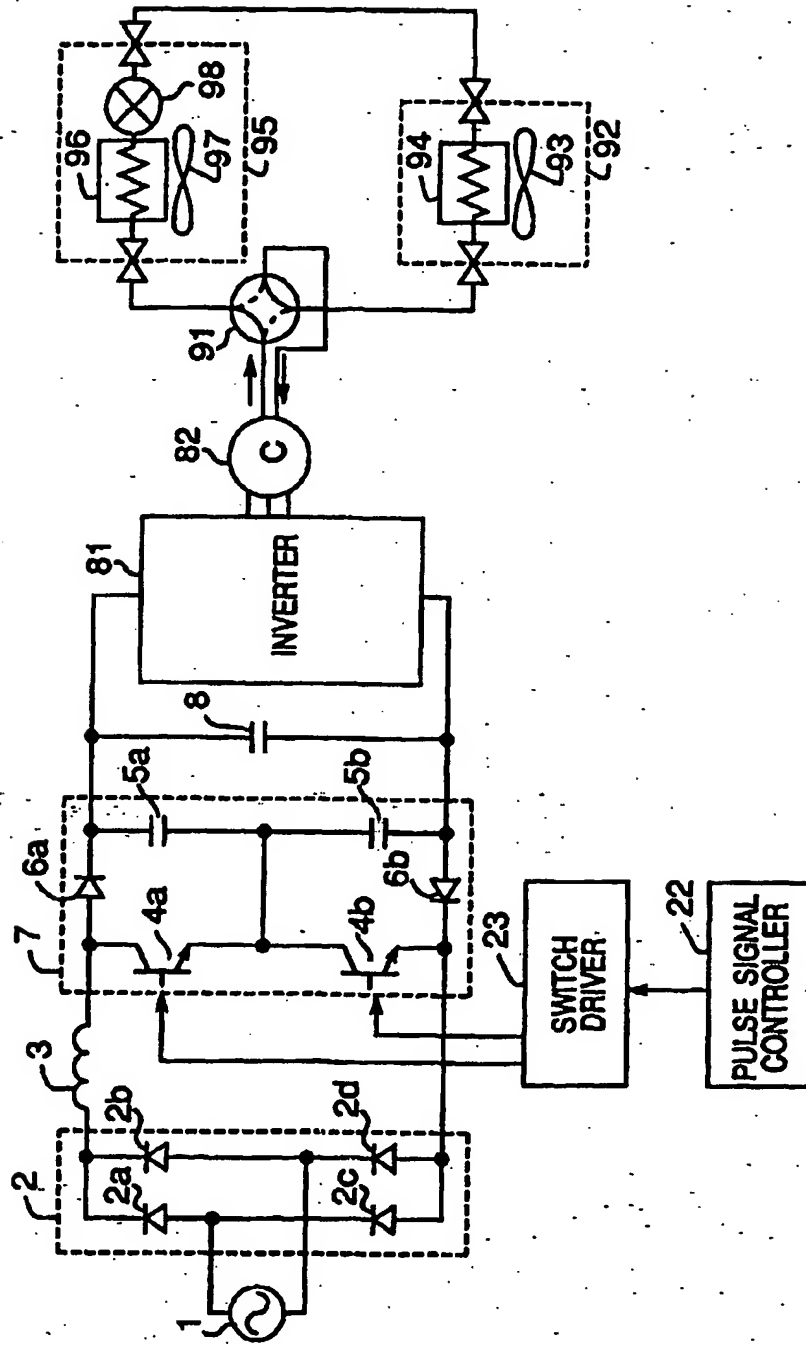 1
2
2a
2b
2c
2d
3
7
4a
4b
6a
6b
5a
5b
8
SWITCH
DRIVER
23
PULSE SIGNAL
CONTROLLER
22
INVERTER
81
C
82
91
96
97
98
95
94
93
92